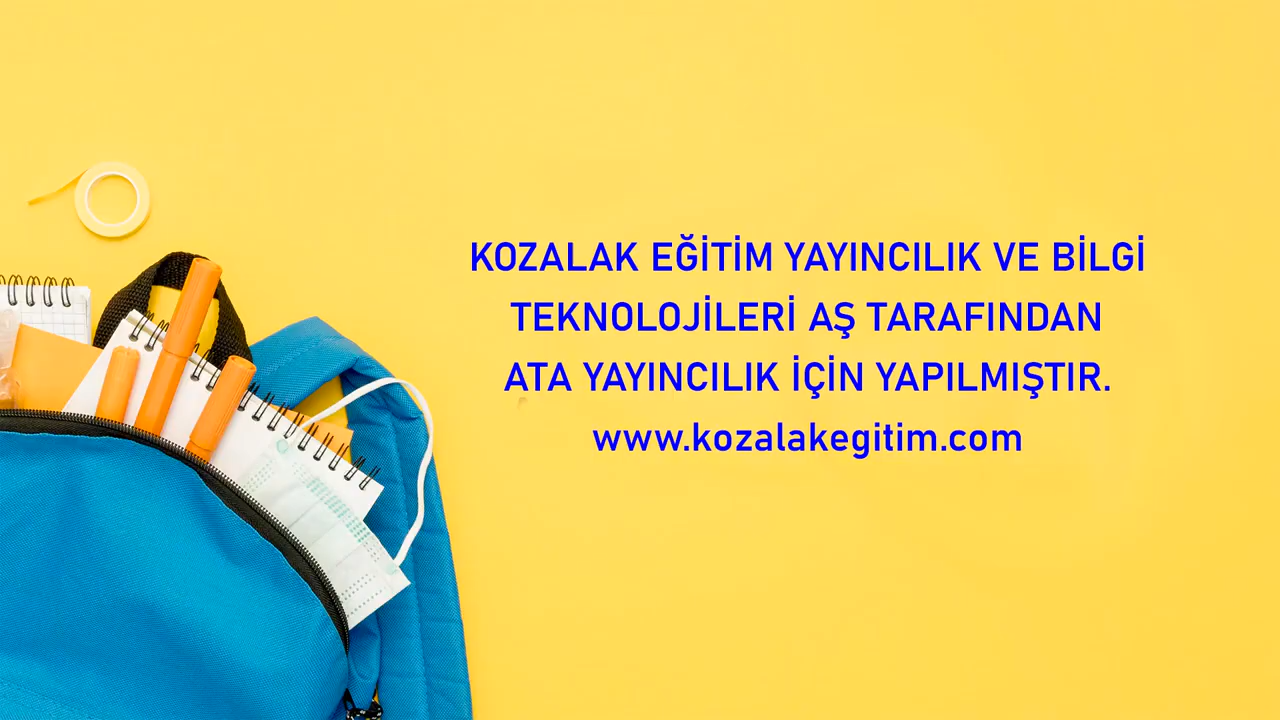 KOZALAK EĞİTİM YAYINCILIK VE BİLGİ
TEKNOLOJİLERİ AŞ TARAFINDAN
ATA YAYINCILIK İÇİN YAPILMIŞTIR.
www.kozalakegitim.com